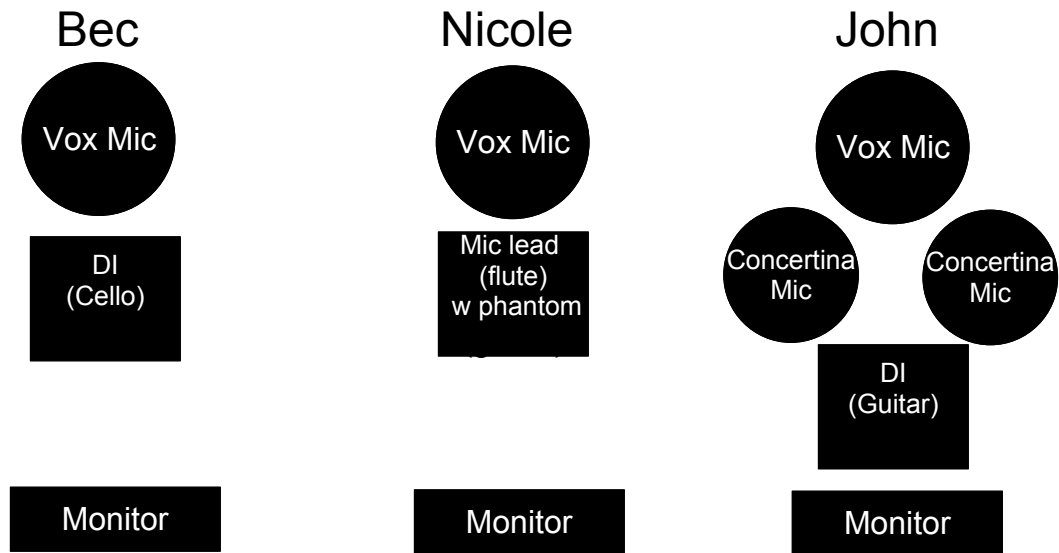 Bec
Nicole
John
Vox Mic
Vox Mic
Vox Mic
DI
(Cello)
Mic lead
(flute)
w phantom
Concertina
Mic
Concertina
Mic
DI
(Guitar)
Monitor
Monitor
Monitor